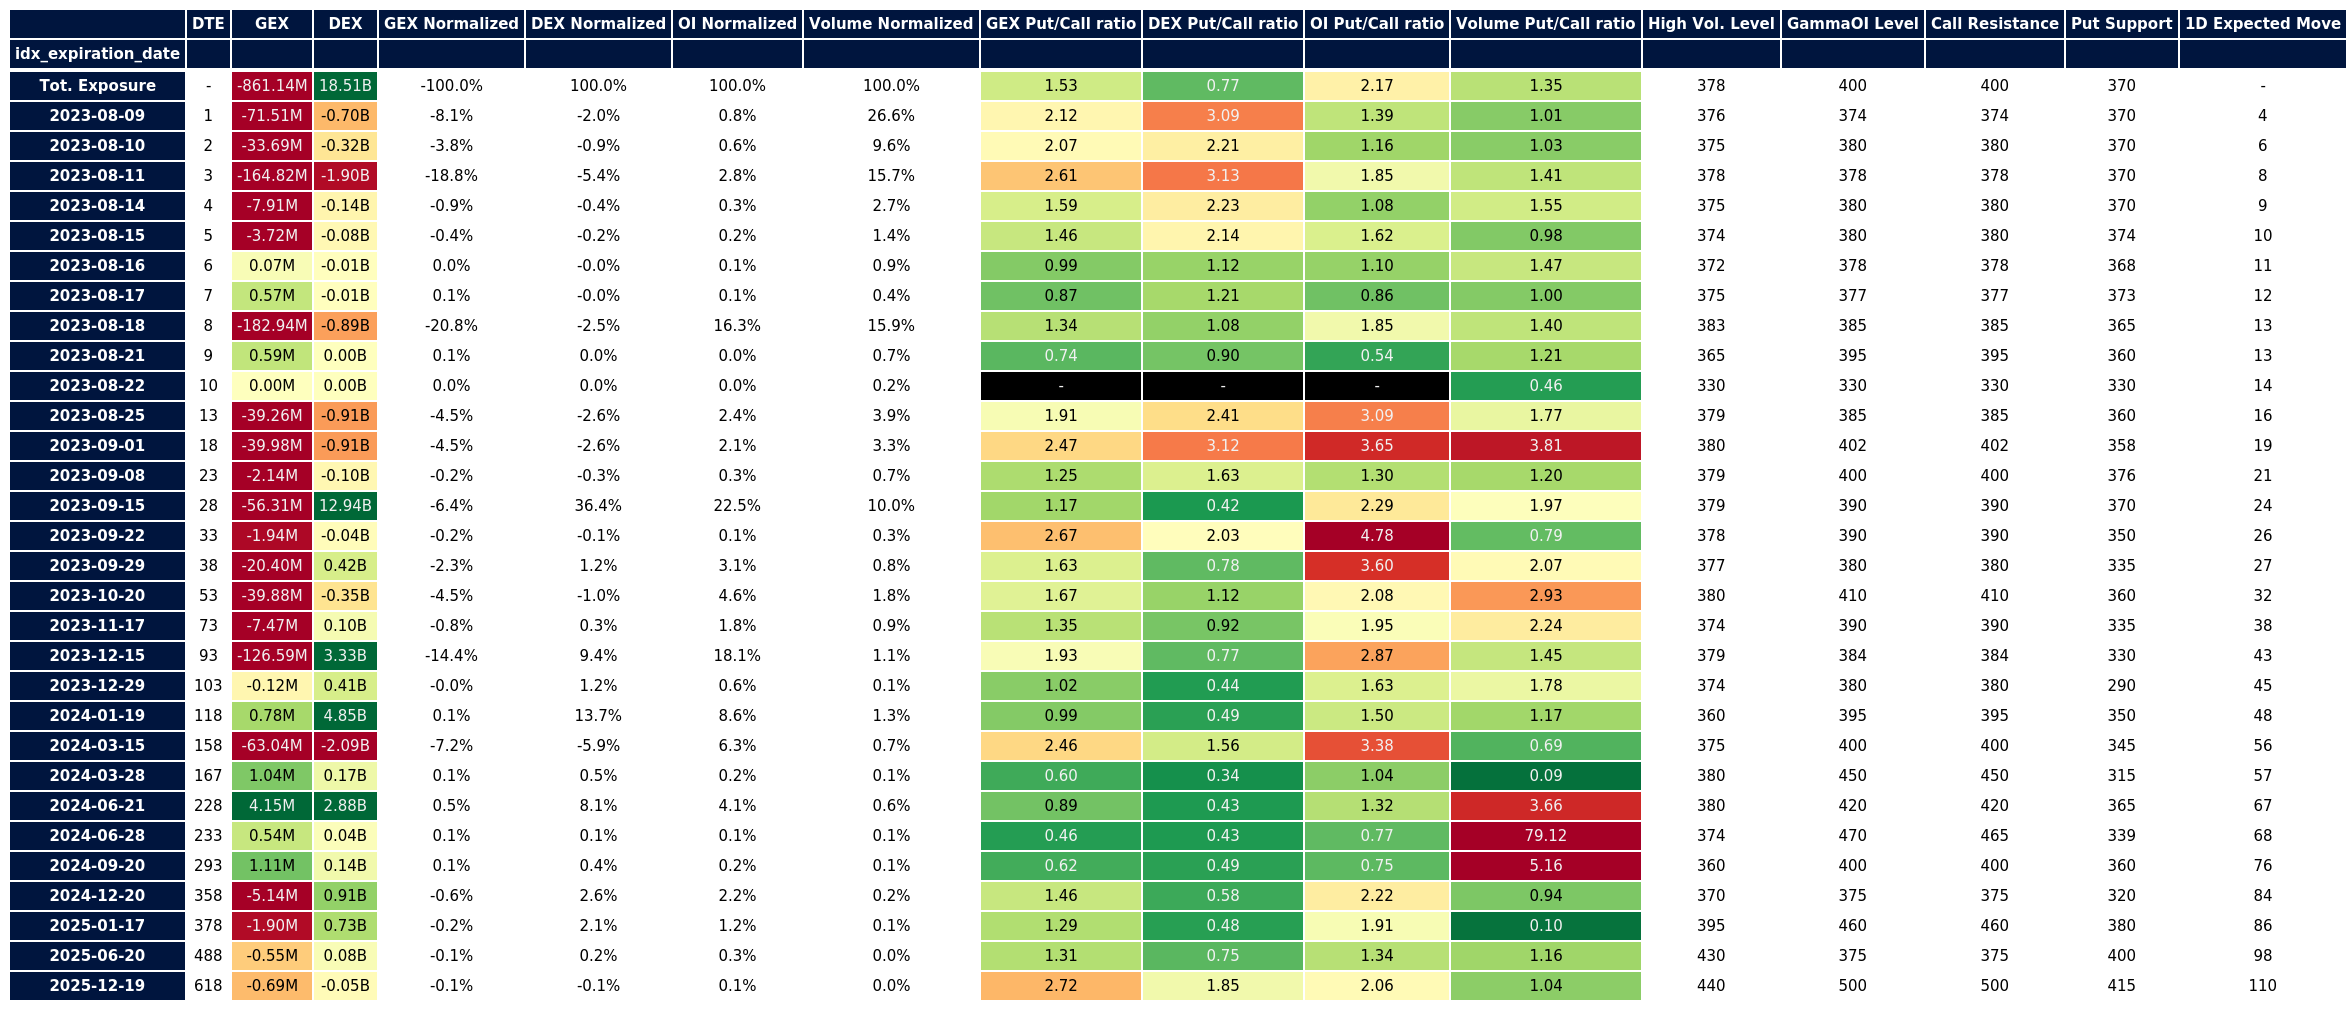 DTE GEX DEX GEX Normalized DEX Normalized OI Normalized Volume Normalized GEX Put/Call ratio DEX Put/Call ratio OI Put/Call ratio Volume Put/Call ratio High Vol. Level GammaOI Level Call Resistance Put Support 1D Expected Move
idx_expiration_date
Tot. Exposure - -861.14M 18.51B -100.0% 100.0% 100.0% 100.0% 1.53 0.77 2.17 1.35 378 400 400 370 -
2023-08-09 1 -71.51M -0.70B -8.1% -2.0% 0.8% 26.6% 2.12 3.09 1.39 1.01 376 374 374 370 4
2023-08-10 2 -33.69M -0.32B -3.8% -0.9% 0.6% 9.6% 2.07 2.21 1.16 1.03 375 380 380 370 6
2023-08-11 3 -164.82M -1.90B -18.8% -5.4% 2.8% 15.7% 2.61 3.13 1.85 1.41 378 378 378 370 8
2023-08-14 4 -7.91M -0.14B -0.9% -0.4% 0.3% 2.7% 1.59 2.23 1.08 1.55 375 380 380 370 9
2023-08-15 5 -3.72M -0.08B -0.4% -0.2% 0.2% 1.4% 1.46 2.14 1.62 0.98 374 380 380 374 10
2023-08-16 6 0.07M -0.01B 0.0% -0.0% 0.1% 0.9% 0.99 1.12 1.10 1.47 372 378 378 368 11
2023-08-17 7 0.57M -0.01B 0.1% -0.0% 0.1% 0.4% 0.87 1.21 0.86 1.00 375 377 377 373 12
2023-08-18 8 -182.94M -0.89B -20.8% -2.5% 16.3% 15.9% 1.34 1.08 1.85 1.40 383 385 385 365 13
2023-08-21 9 0.59M 0.00B 0.1% 0.0% 0.0% 0.7% 0.74 0.90 0.54 1.21 365 395 395 360 13
2023-08-22 10 0.00M 0.00B 0.0% 0.0% 0.0% 0.2% - - - 0.46 330 330 330 330 14
2023-08-25 13 -39.26M -0.91B -4.5% -2.6% 2.4% 3.9% 1.91 2.41 3.09 1.77 379 385 385 360 16
2023-09-01 18 -39.98M -0.91B -4.5% -2.6% 2.1% 3.3% 2.47 3.12 3.65 3.81 380 402 402 358 19
2023-09-08 23 -2.14M -0.10B -0.2% -0.3% 0.3% 0.7% 1.25 1.63 1.30 1.20 379 400 400 376 21
2023-09-15 28 -56.31M 12.94B -6.4% 36.4% 22.5% 10.0% 1.17 0.42 2.29 1.97 379 390 390 370 24
2023-09-22 33 -1.94M -0.04B -0.2% -0.1% 0.1% 0.3% 2.67 2.03 4.78 0.79 378 390 390 350 26
2023-09-29 38 -20.40M 0.42B -2.3% 1.2% 3.1% 0.8% 1.63 0.78 3.60 2.07 377 380 380 335 27
2023-10-20 53 -39.88M -0.35B -4.5% -1.0% 4.6% 1.8% 1.67 1.12 2.08 2.93 380 410 410 360 32
2023-11-17 73 -7.47M 0.10B -0.8% 0.3% 1.8% 0.9% 1.35 0.92 1.95 2.24 374 390 390 335 38
2023-12-15 93 -126.59M 3.33B -14.4% 9.4% 18.1% 1.1% 1.93 0.77 2.87 1.45 379 384 384 330 43
2023-12-29 103 -0.12M 0.41B -0.0% 1.2% 0.6% 0.1% 1.02 0.44 1.63 1.78 374 380 380 290 45
2024-01-19 118 0.78M 4.85B 0.1% 13.7% 8.6% 1.3% 0.99 0.49 1.50 1.17 360 395 395 350 48
2024-03-15 158 -63.04M -2.09B -7.2% -5.9% 6.3% 0.7% 2.46 1.56 3.38 0.69 375 400 400 345 56
2024-03-28 167 1.04M 0.17B 0.1% 0.5% 0.2% 0.1% 0.60 0.34 1.04 0.09 380 450 450 315 57
2024-06-21 228 4.15M 2.88B 0.5% 8.1% 4.1% 0.6% 0.89 0.43 1.32 3.66 380 420 420 365 67
2024-06-28 233 0.54M 0.04B 0.1% 0.1% 0.1% 0.1% 0.46 0.43 0.77 79.12 374 470 465 339 68
2024-09-20 293 1.11M 0.14B 0.1% 0.4% 0.2% 0.1% 0.62 0.49 0.75 5.16 360 400 400 360 76
2024-12-20 358 -5.14M 0.91B -0.6% 2.6% 2.2% 0.2% 1.46 0.58 2.22 0.94 370 375 375 320 84
2025-01-17 378 -1.90M 0.73B -0.2% 2.1% 1.2% 0.1% 1.29 0.48 1.91 0.10 395 460 460 380 86
2025-06-20 488 -0.55M 0.08B -0.1% 0.2% 0.3% 0.0% 1.31 0.75 1.34 1.16 430 375 375 400 98
2025-12-19 618 -0.69M -0.05B -0.1% -0.1% 0.1% 0.0% 2.72 1.85 2.06 1.04 440 500 500 415 110